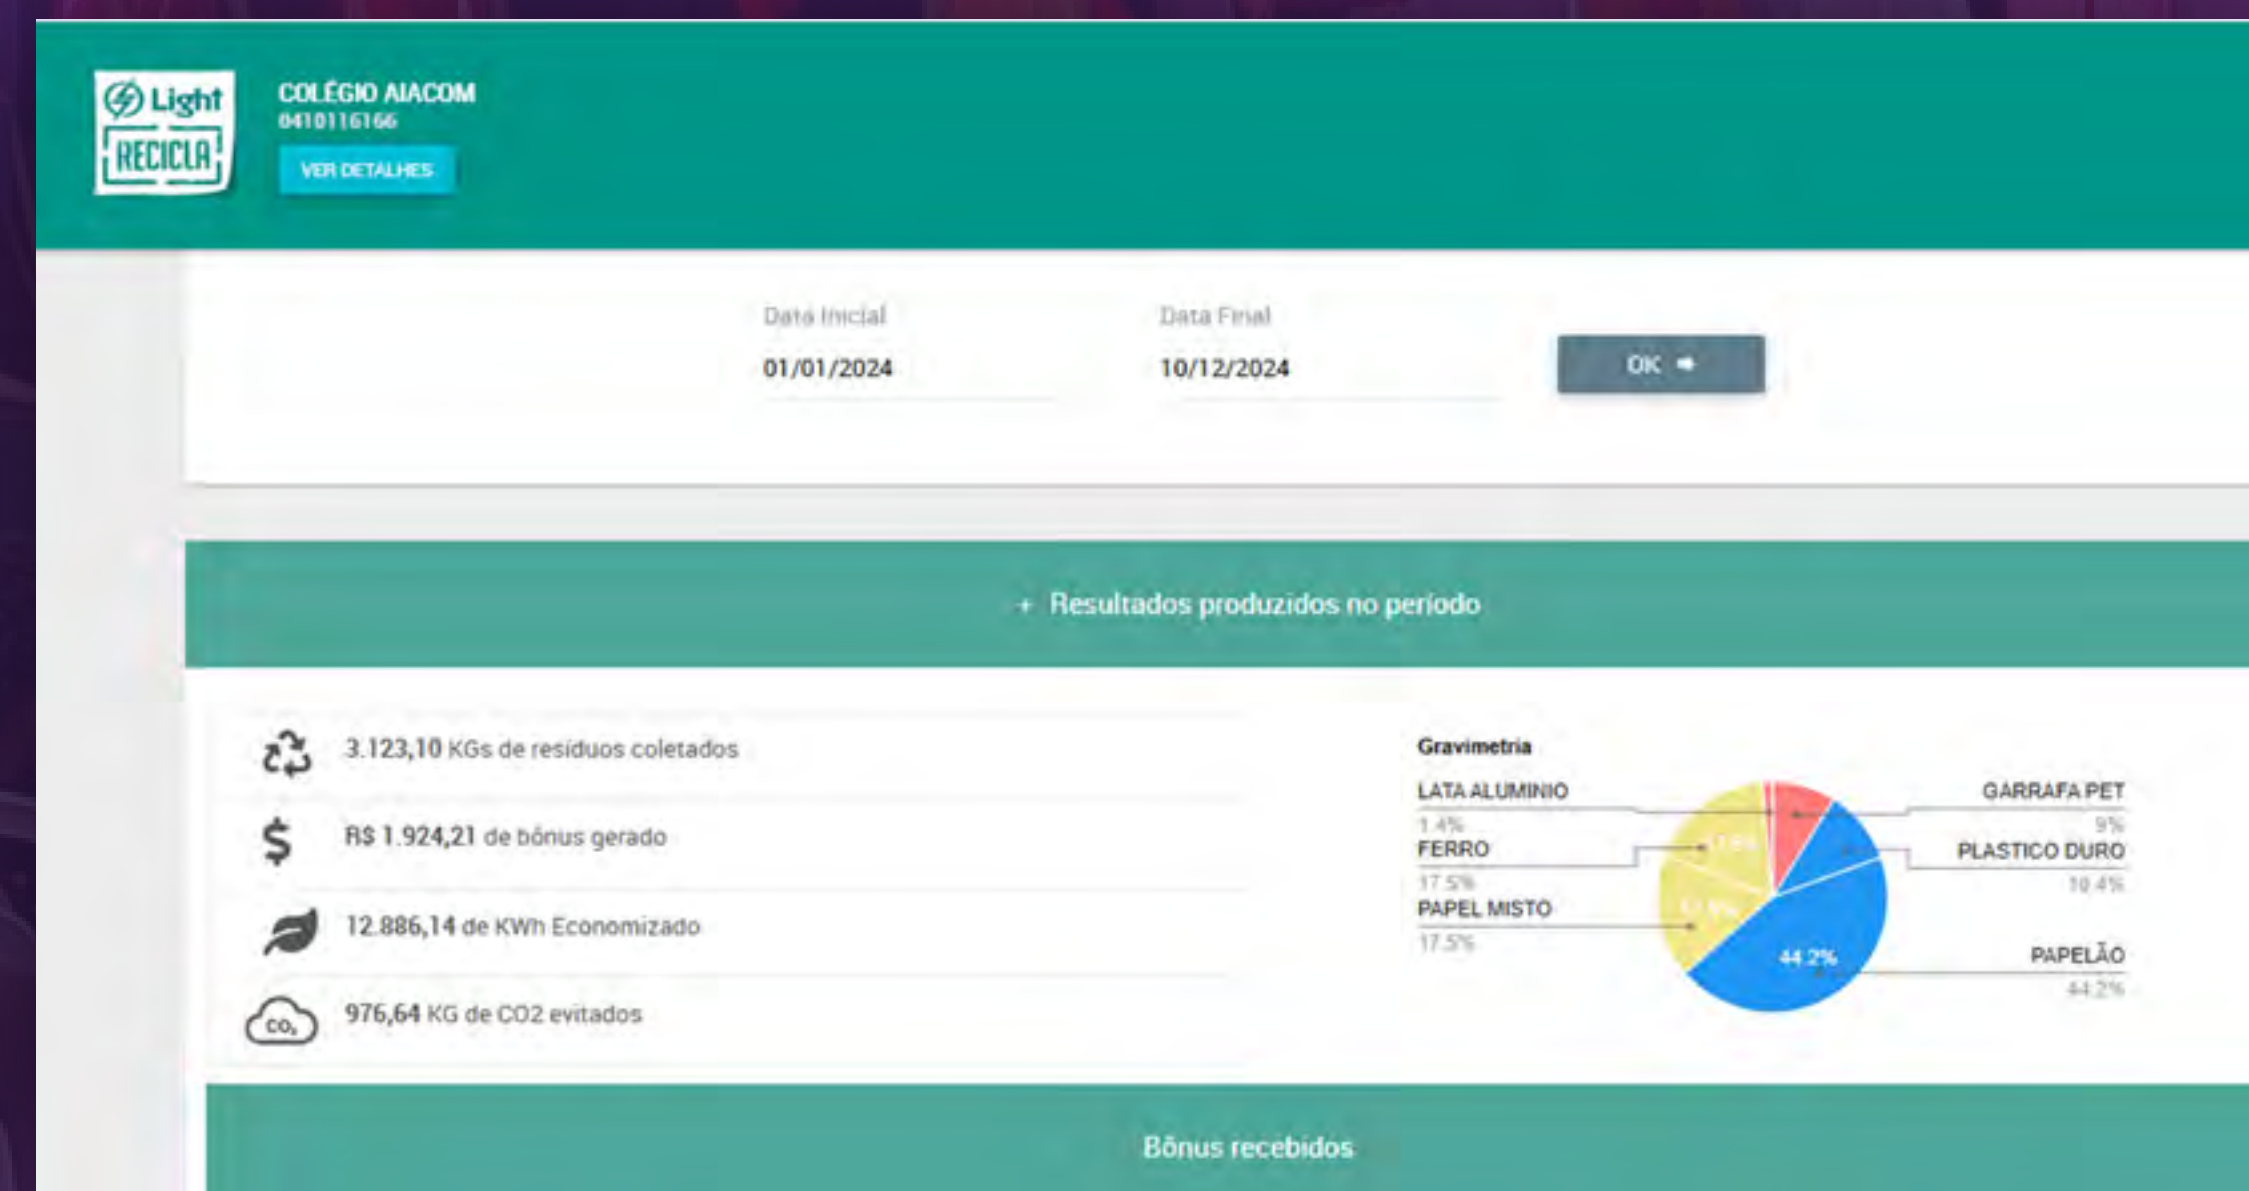 Light
RECICLA
COLÉGIO AIACOM
0410116166
VER DETALHES
Data Inicial
01/01/2024
Data Final
10/12/2024
OK
+ Resultados produzidos no período
3.123,10 KGs de resíduos coletados
R$ 1.924,21 de bônus gerado
12.886,14 de KWh Economizado
976,64 KG de CO2 evitados
CO₂
Gravimetria
LATA ALUMINIO
1.4%
FERRO
17.5%
PAPEL MISTO
17.5%
44.2%
GARRAFA PET
9%
PLASTICO DURO
10.4%
PAPELÃO
44.2%
Bônus recebidos